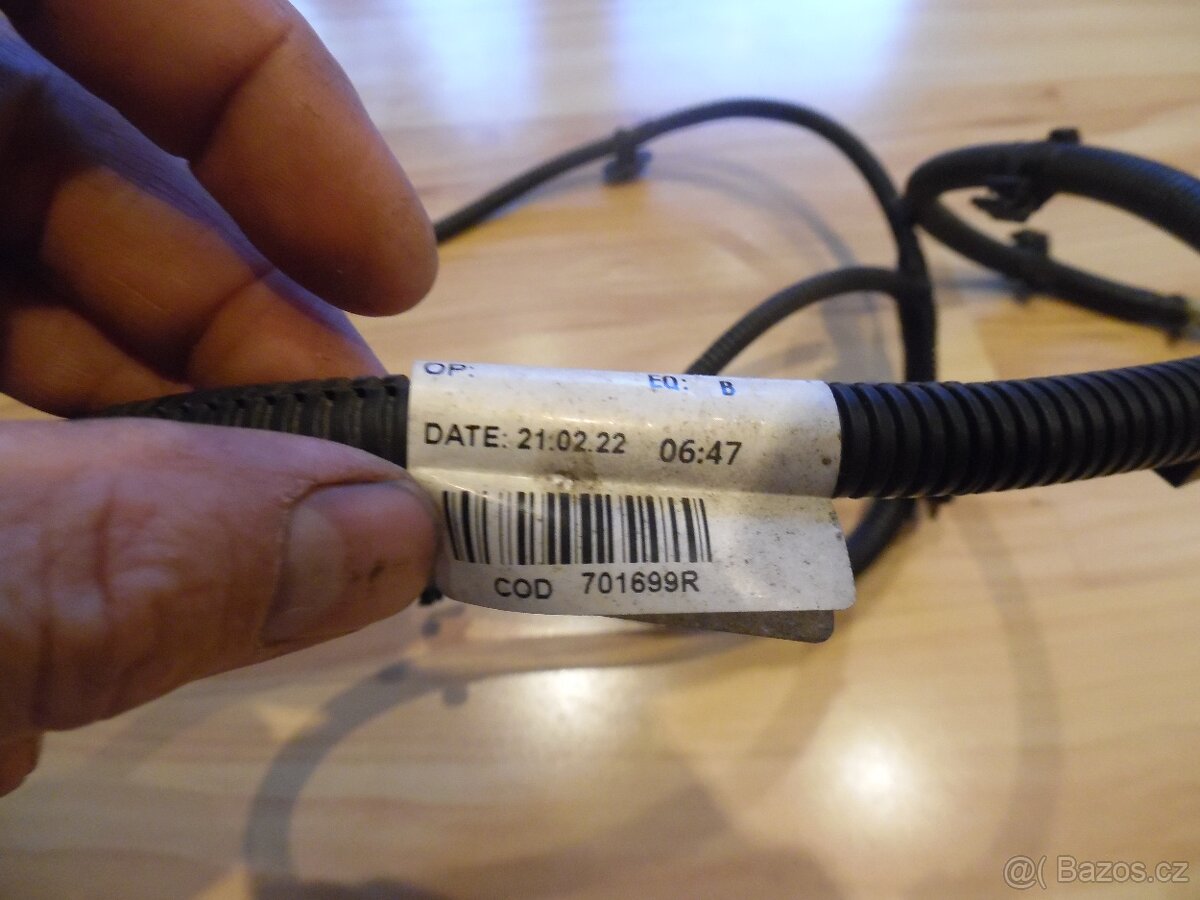 OP:
EQ: B
DATE: 21.02.22 06:47
COD 701699R
@( Bazos.cz